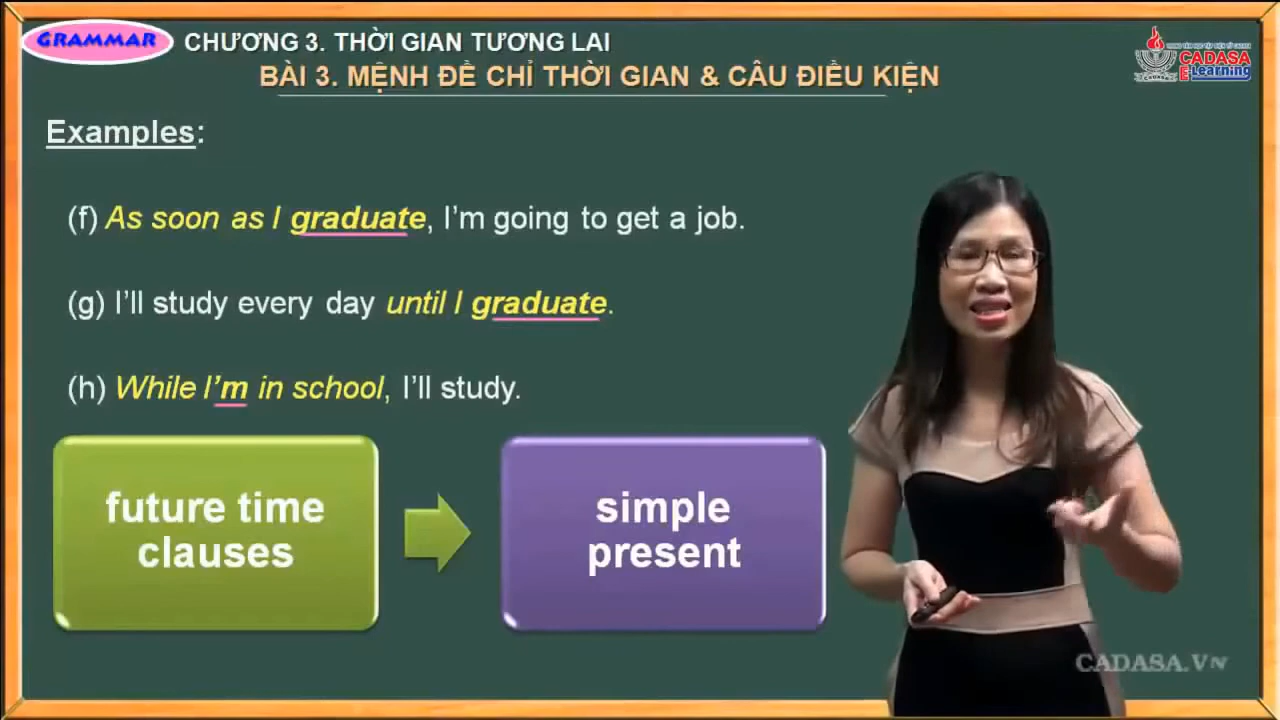 GRAMMAR
CHƯƠNG 3. THỜI GIAN TƯƠNG LAI
BÀI 3. MỆNH ĐỀ CHỈ THỜI GIAN & CÂU ĐIỀU KIỆN
CADASA
E-Learning
Examples:
(f) As soon as I graduate, I'm going to get a job.
(g) I'll study every day until I graduate.
(h) While I'm in school, I'll study.
future time
clauses
simple
present
CADASA.VN